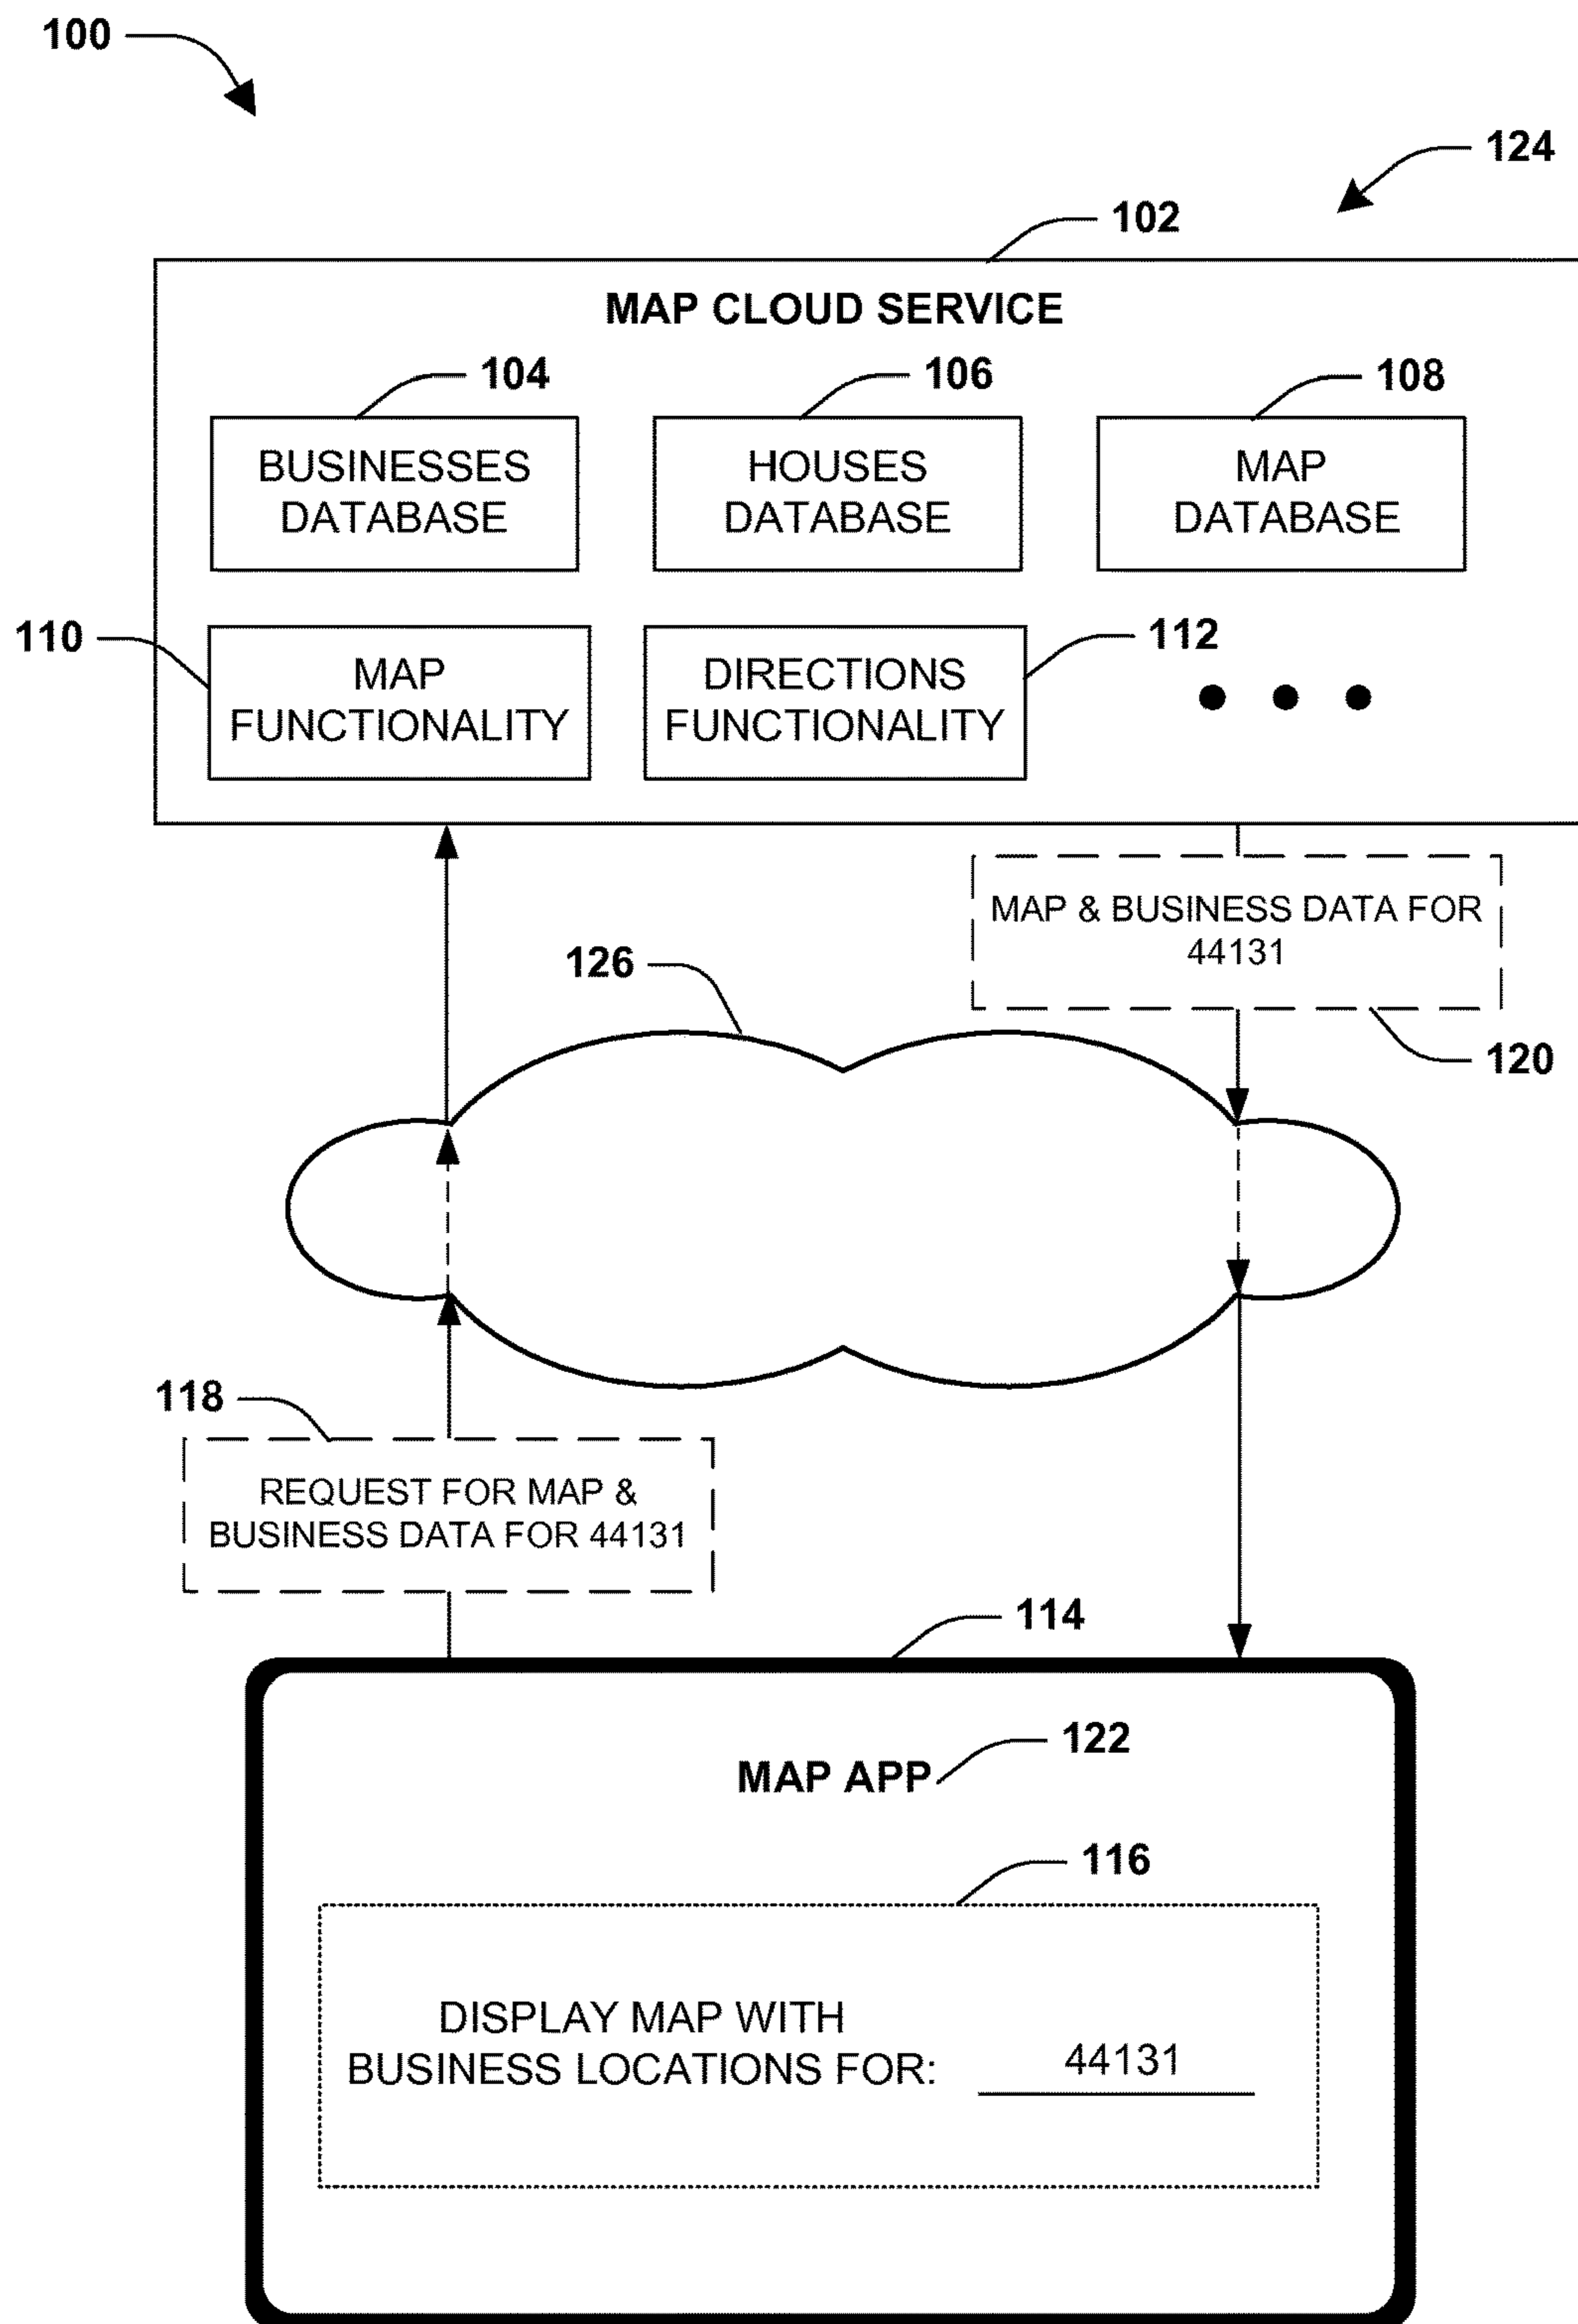 100
124
102
MAP CLOUD SERVICE
104
106
108
BUSINESSES
DATABASE
HOUSES
DATABASE
MAP
DATABASE
110
112
MAP
FUNCTIONALITY
DIRECTIONS
FUNCTIONALITY
MAP & BUSINESS DATA FOR
44131
126
120
118
REQUEST FOR MAP &
BUSINESS DATA FOR 44131
114
122
MAP APP
116
DISPLAY MAP WITH
BUSINESS LOCATIONS FOR: 44131